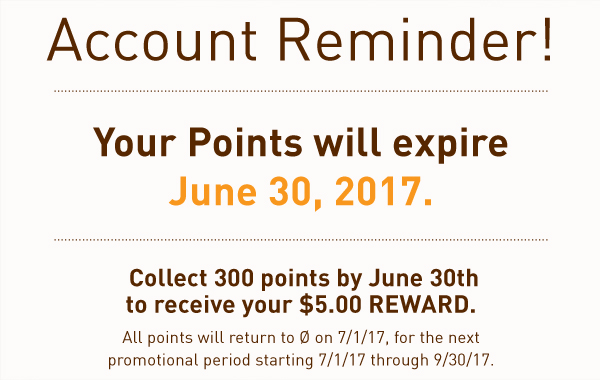 Account Reminder!
Your Points will expire
June 30, 2017.
Collect 300 points by June 30th
to receive your $5.00 REWARD.
All points will return to Ø on 7/1/17, for the next
promotional period starting 7/1/17 through 9/30/17.